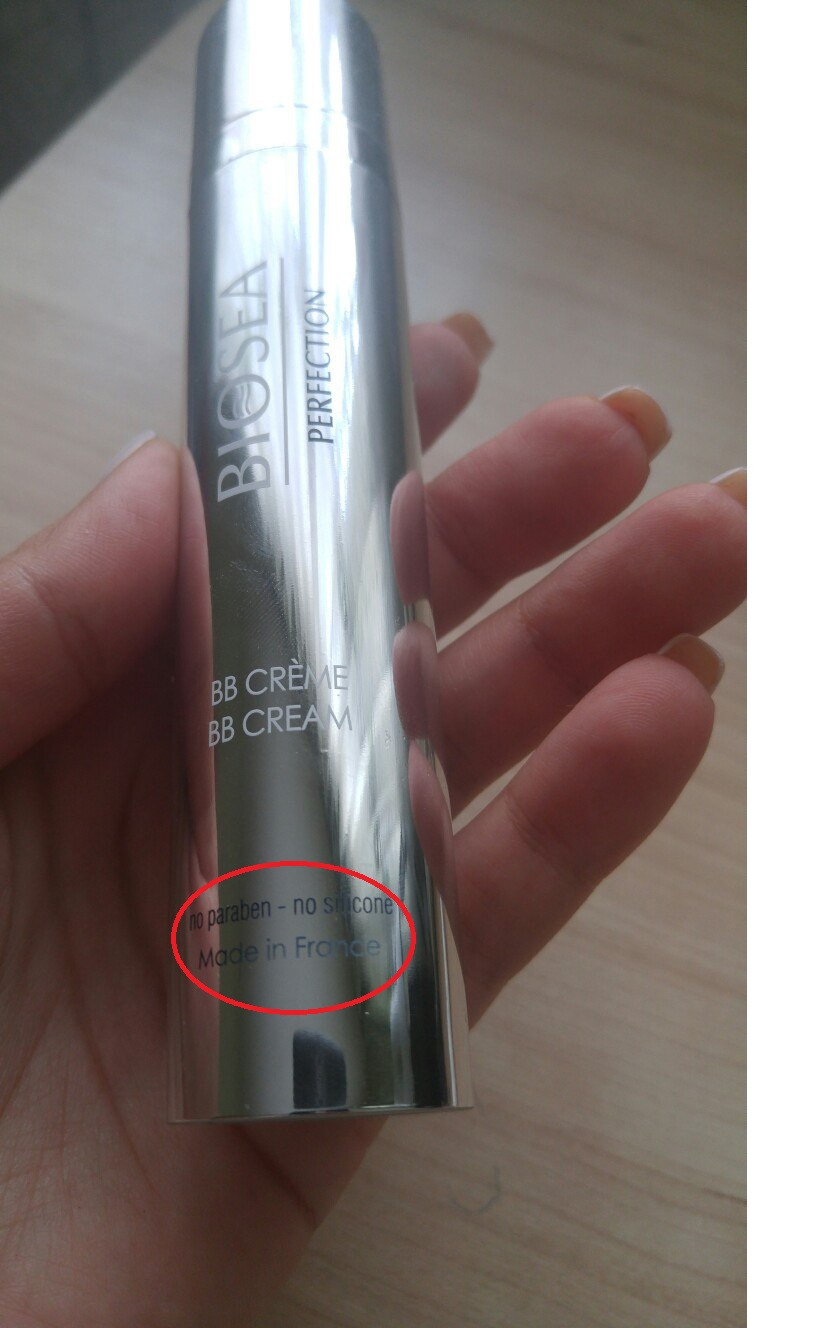 BIOSEA
PERFECTION
BB CRÈME
BB CREAM
no paraben - no silicone
Made in France